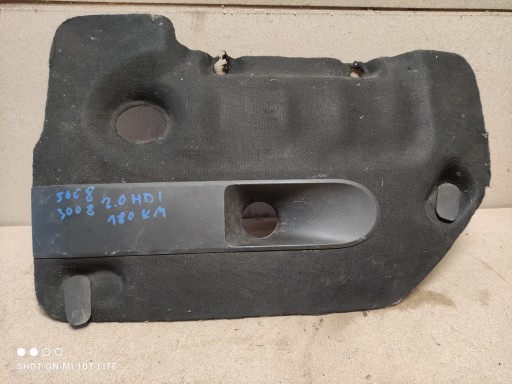 5008 2.0 HDI
3008 180 KM
SHOT ON MI 10T LITE